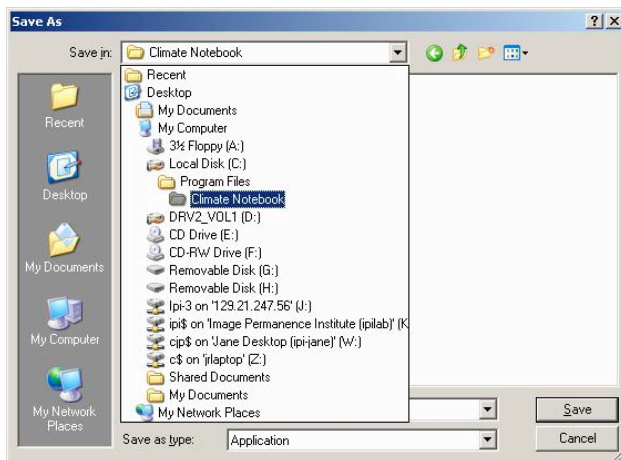 Save As
Save in: Climate Notebook
Recent
Desktop
My Documents
My Computer
My Network
Places
Recent
Desktop
My Documents
My Computer
3½ Floppy (A:)
Local Disk (C:)
Program Files
Climate Notebook
DRV2_VOL1 (D:)
CD Drive (E:)
CD-RW Drive (F:)
Removable Disk (G:)
Removable Disk (H:)
Ipi-3 on '129.21.247.56' (J:)
ipi$ on 'Image Permanence Institute (ipilab)' (K
cjp$ on 'Jane Desktop (ipi-jane)' (W:)
c$ on 'jrlaptop' (Z:)
Shared Documents
My Documents
My Network Places
Save
Save as type: Application
Cancel